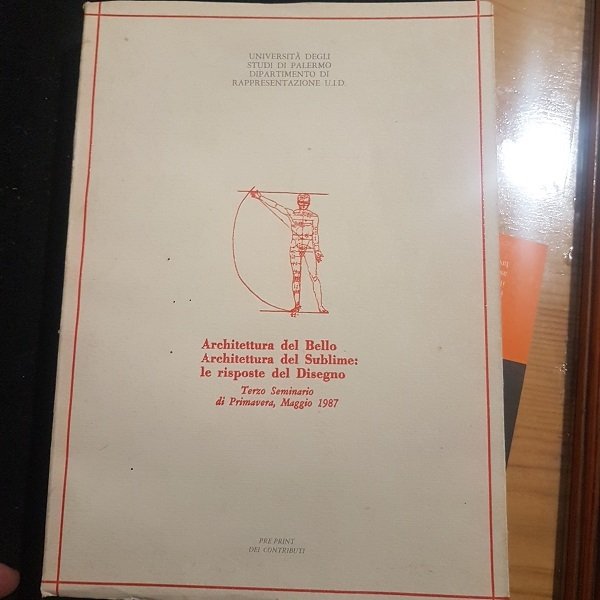 UNIVERSITÀ DEGLI
STUDI DI PALERMO
DIPARTIMENTO DI
RAPPRESENTAZIONE U.I.D.
Architettura del Bello
Architettura del Sublime:
le risposte del Disegno
Terzo Seminario
di Primavera, Maggio 1987
PRE PRINT
DEI CONTRIBUTI